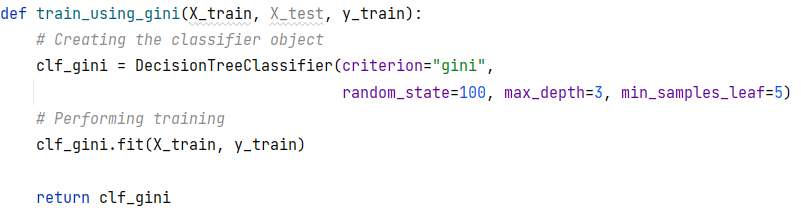 def train_using_gini(X_train, X_test, y_train):
    # Creating the classifier object
    clf_gini = DecisionTreeClassifier(criterion="gini",
                                      random_state=100, max_depth=3, min_samples_leaf=5)
    # Performing training
    clf_gini.fit(X_train, y_train)
    return clf_gini